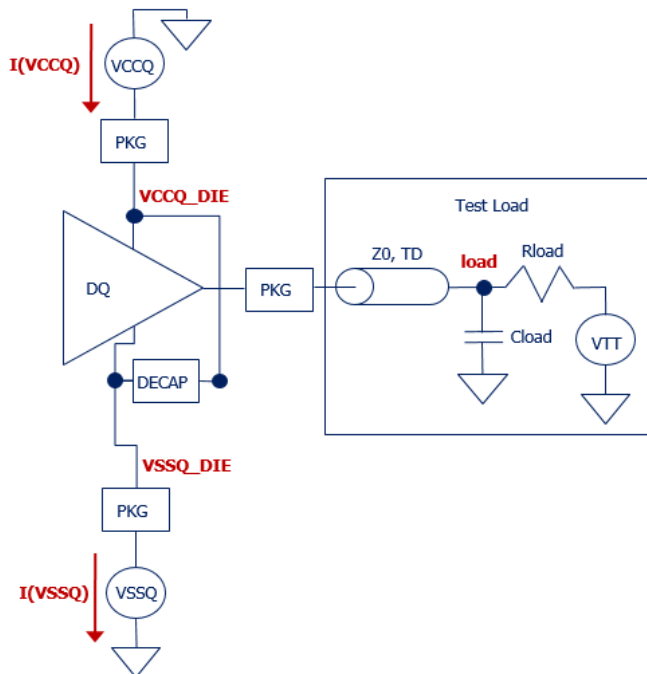 I(VCCQ)
VCCQ
PKG
VCCQ_DIE
Test Load
Z0, TD
load
Rload
DQ
PKG
Cload
VTT
DECAP
VSSQ_DIE
PKG
I(VSSQ)
VSSQ